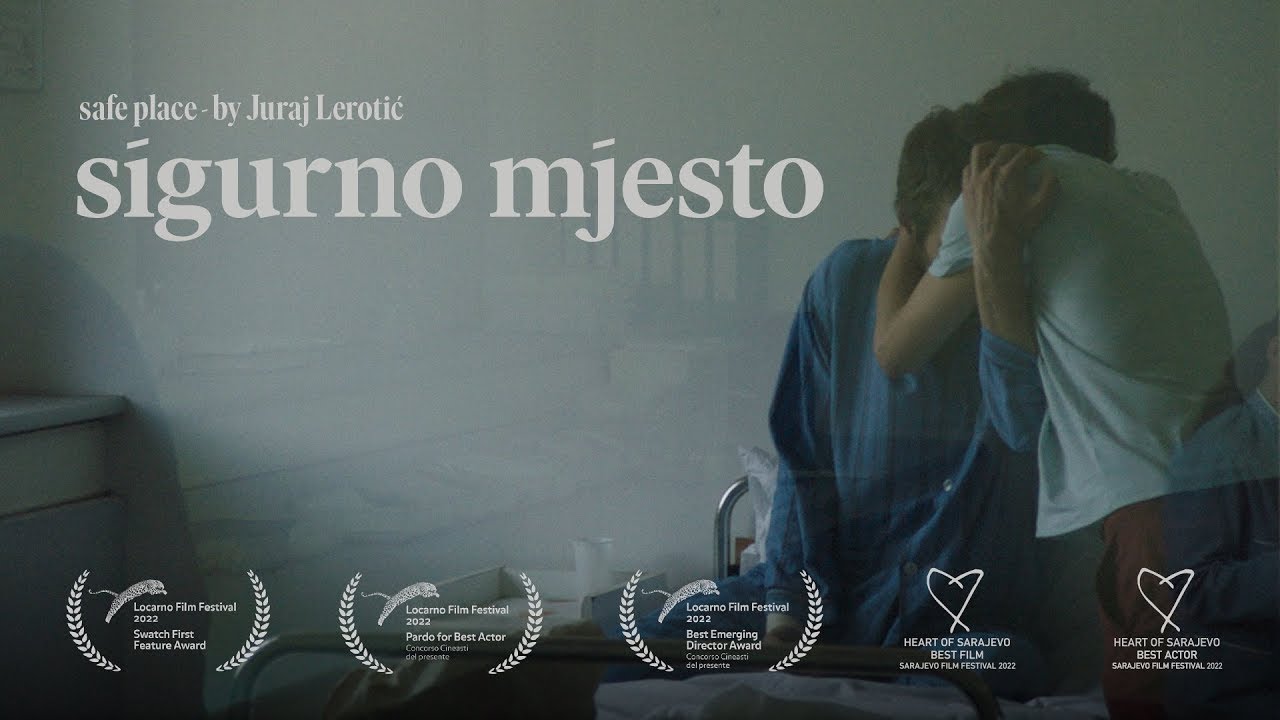 safe place - by Juraj Lerotić
sigurno mjesto
Locarno Film Festival
2022
Swatch First
Feature Award
Locarno Film Festival
2022
Pardo for Best Actor
Concorso Cineasti
del presente
Locarno Film Festival
2022
Best Emerging
Director Award
Concorso Cineasti
del presente
HEART OF SARAJEVO
BEST FILM
SARAJEVO FILM FESTIVAL 2022
HEART OF SARAJEVO
BEST ACTOR
SARAJEVO FILM FESTIVAL 2022